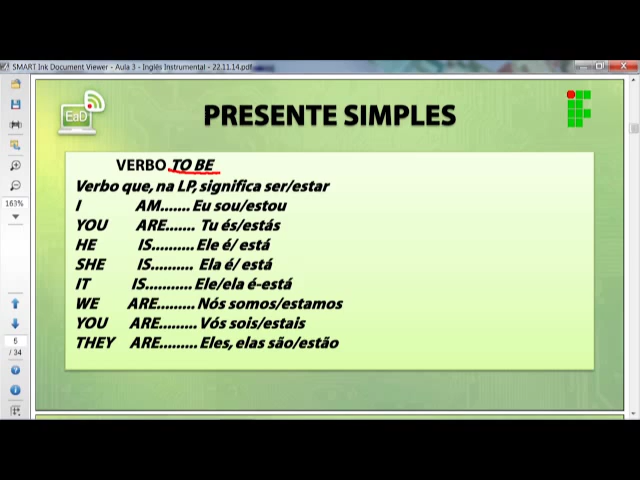 SMART Ink Document Viewer - Aula 3 - Inglês Instrumental - 22.11.14.pdf
EaD
PRESENTE SIMPLES
VERBO TO BE
Verbo que, na LP, significa ser/estar
I AM....... Eu sou/estou
YOU ARE....... Tu és/estás
HE IS.......... Ele é/ está
SHE IS.......... Ela é/ está
IT IS.......... Ele/ela é-está
WE ARE......... Nós somos/estamos
YOU ARE......... Vós sois/estais
THEY ARE......... Eles, elas são/estão
163%
5
/ 34